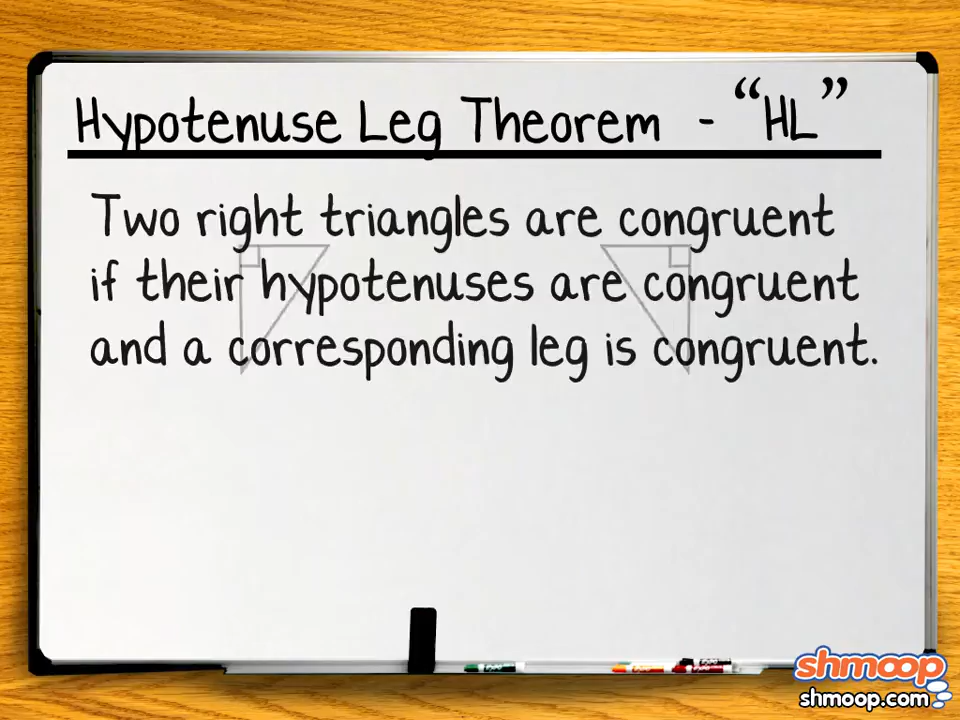 Hypotenuse Leg Theorem - “HL”
Two right triangles are congruent
if their hypotenuses are congruent
and a corresponding leg is congruent.
shmoop
shmoop.com